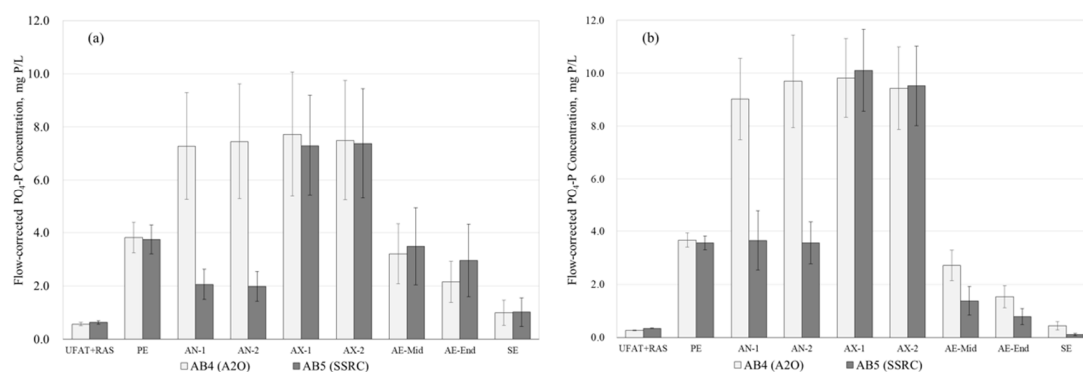 (a)
Flow-corrected PO₄-P Concentration, mg P/L
12.0
10.0
8.0
6.0
4.0
2.0
0.0
UFAT+RAS PE AN-1 AN-2 AX-1 AX-2 AE-Mid AE-End SE
AB4 (A2O) AB5 (SSRC)
(b)
Flow-corrected PO₄-P Concentration, mg P/L
12.0
10.0
8.0
6.0
4.0
2.0
0.0
UFAT+RAS PE AN-1 AN-2 AX-1 AX-2 AE-Mid AE-End SE
AB4 (A2O) AB5 (SSRC)